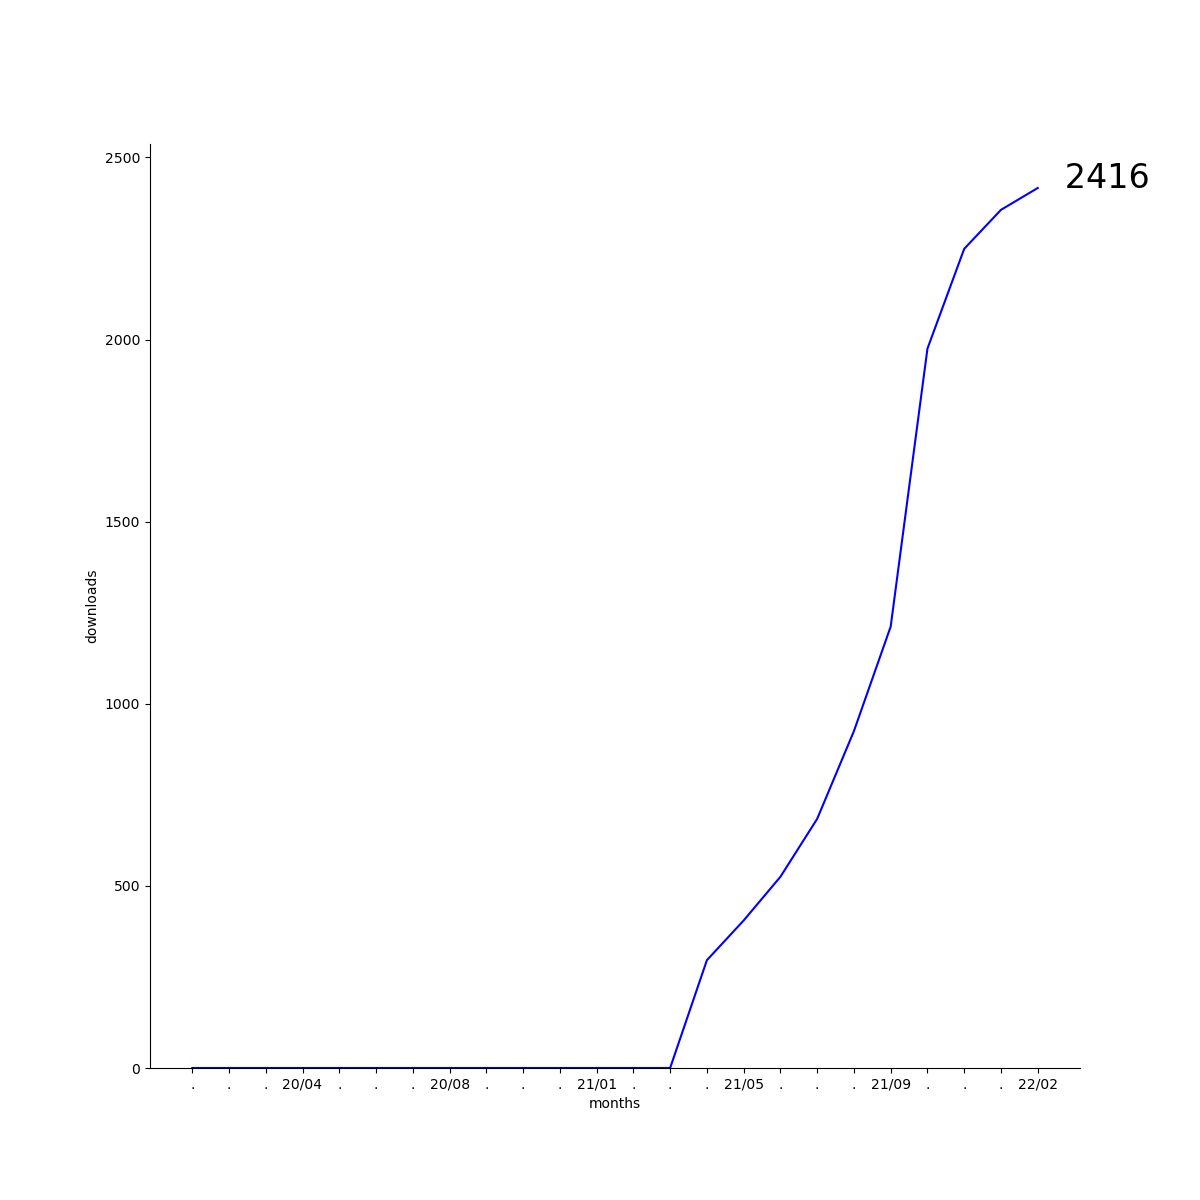 2500
2416
2000
1500
downloads
1000
500
0
. . . 20/04 . . . 20/08 . . . 21/01 . . . 21/05 . . . 21/09 . . . 22/02
months